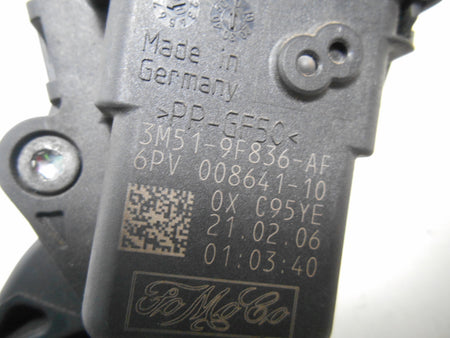 Made in
Germany
>PP-GF50<
3M51-9F836-AF
6PV 008641-10
0X C95YE
21.02.06
01:03:40
FoMoCo